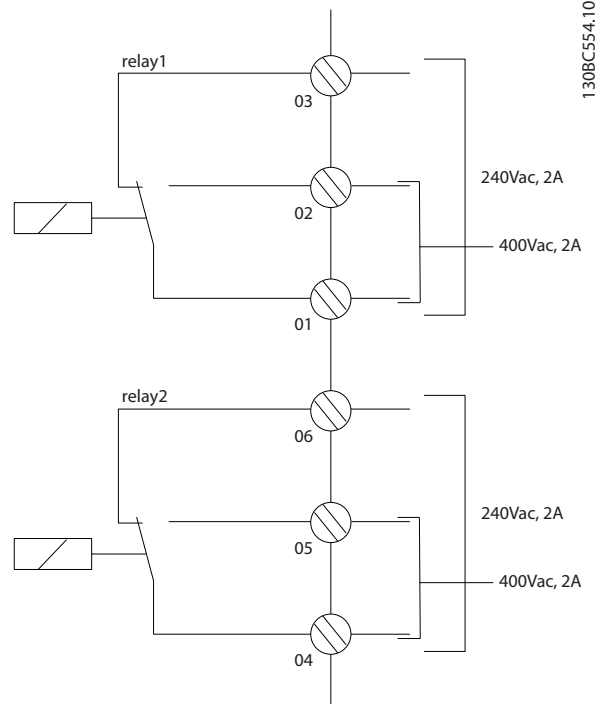 130BC554.10
relay1
03
240Vac, 2A
02
400Vac, 2A
01
relay2
06
240Vac, 2A
05
400Vac, 2A
04